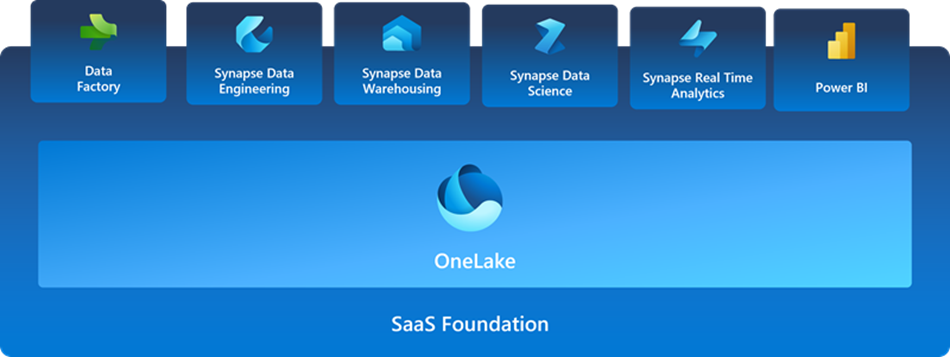 Data
Factory
Synapse Data
Engineering
Synapse Data
Warehousing
Synapse Data
Science
Synapse Real Time
Analytics
Power BI
OneLake
SaaS Foundation